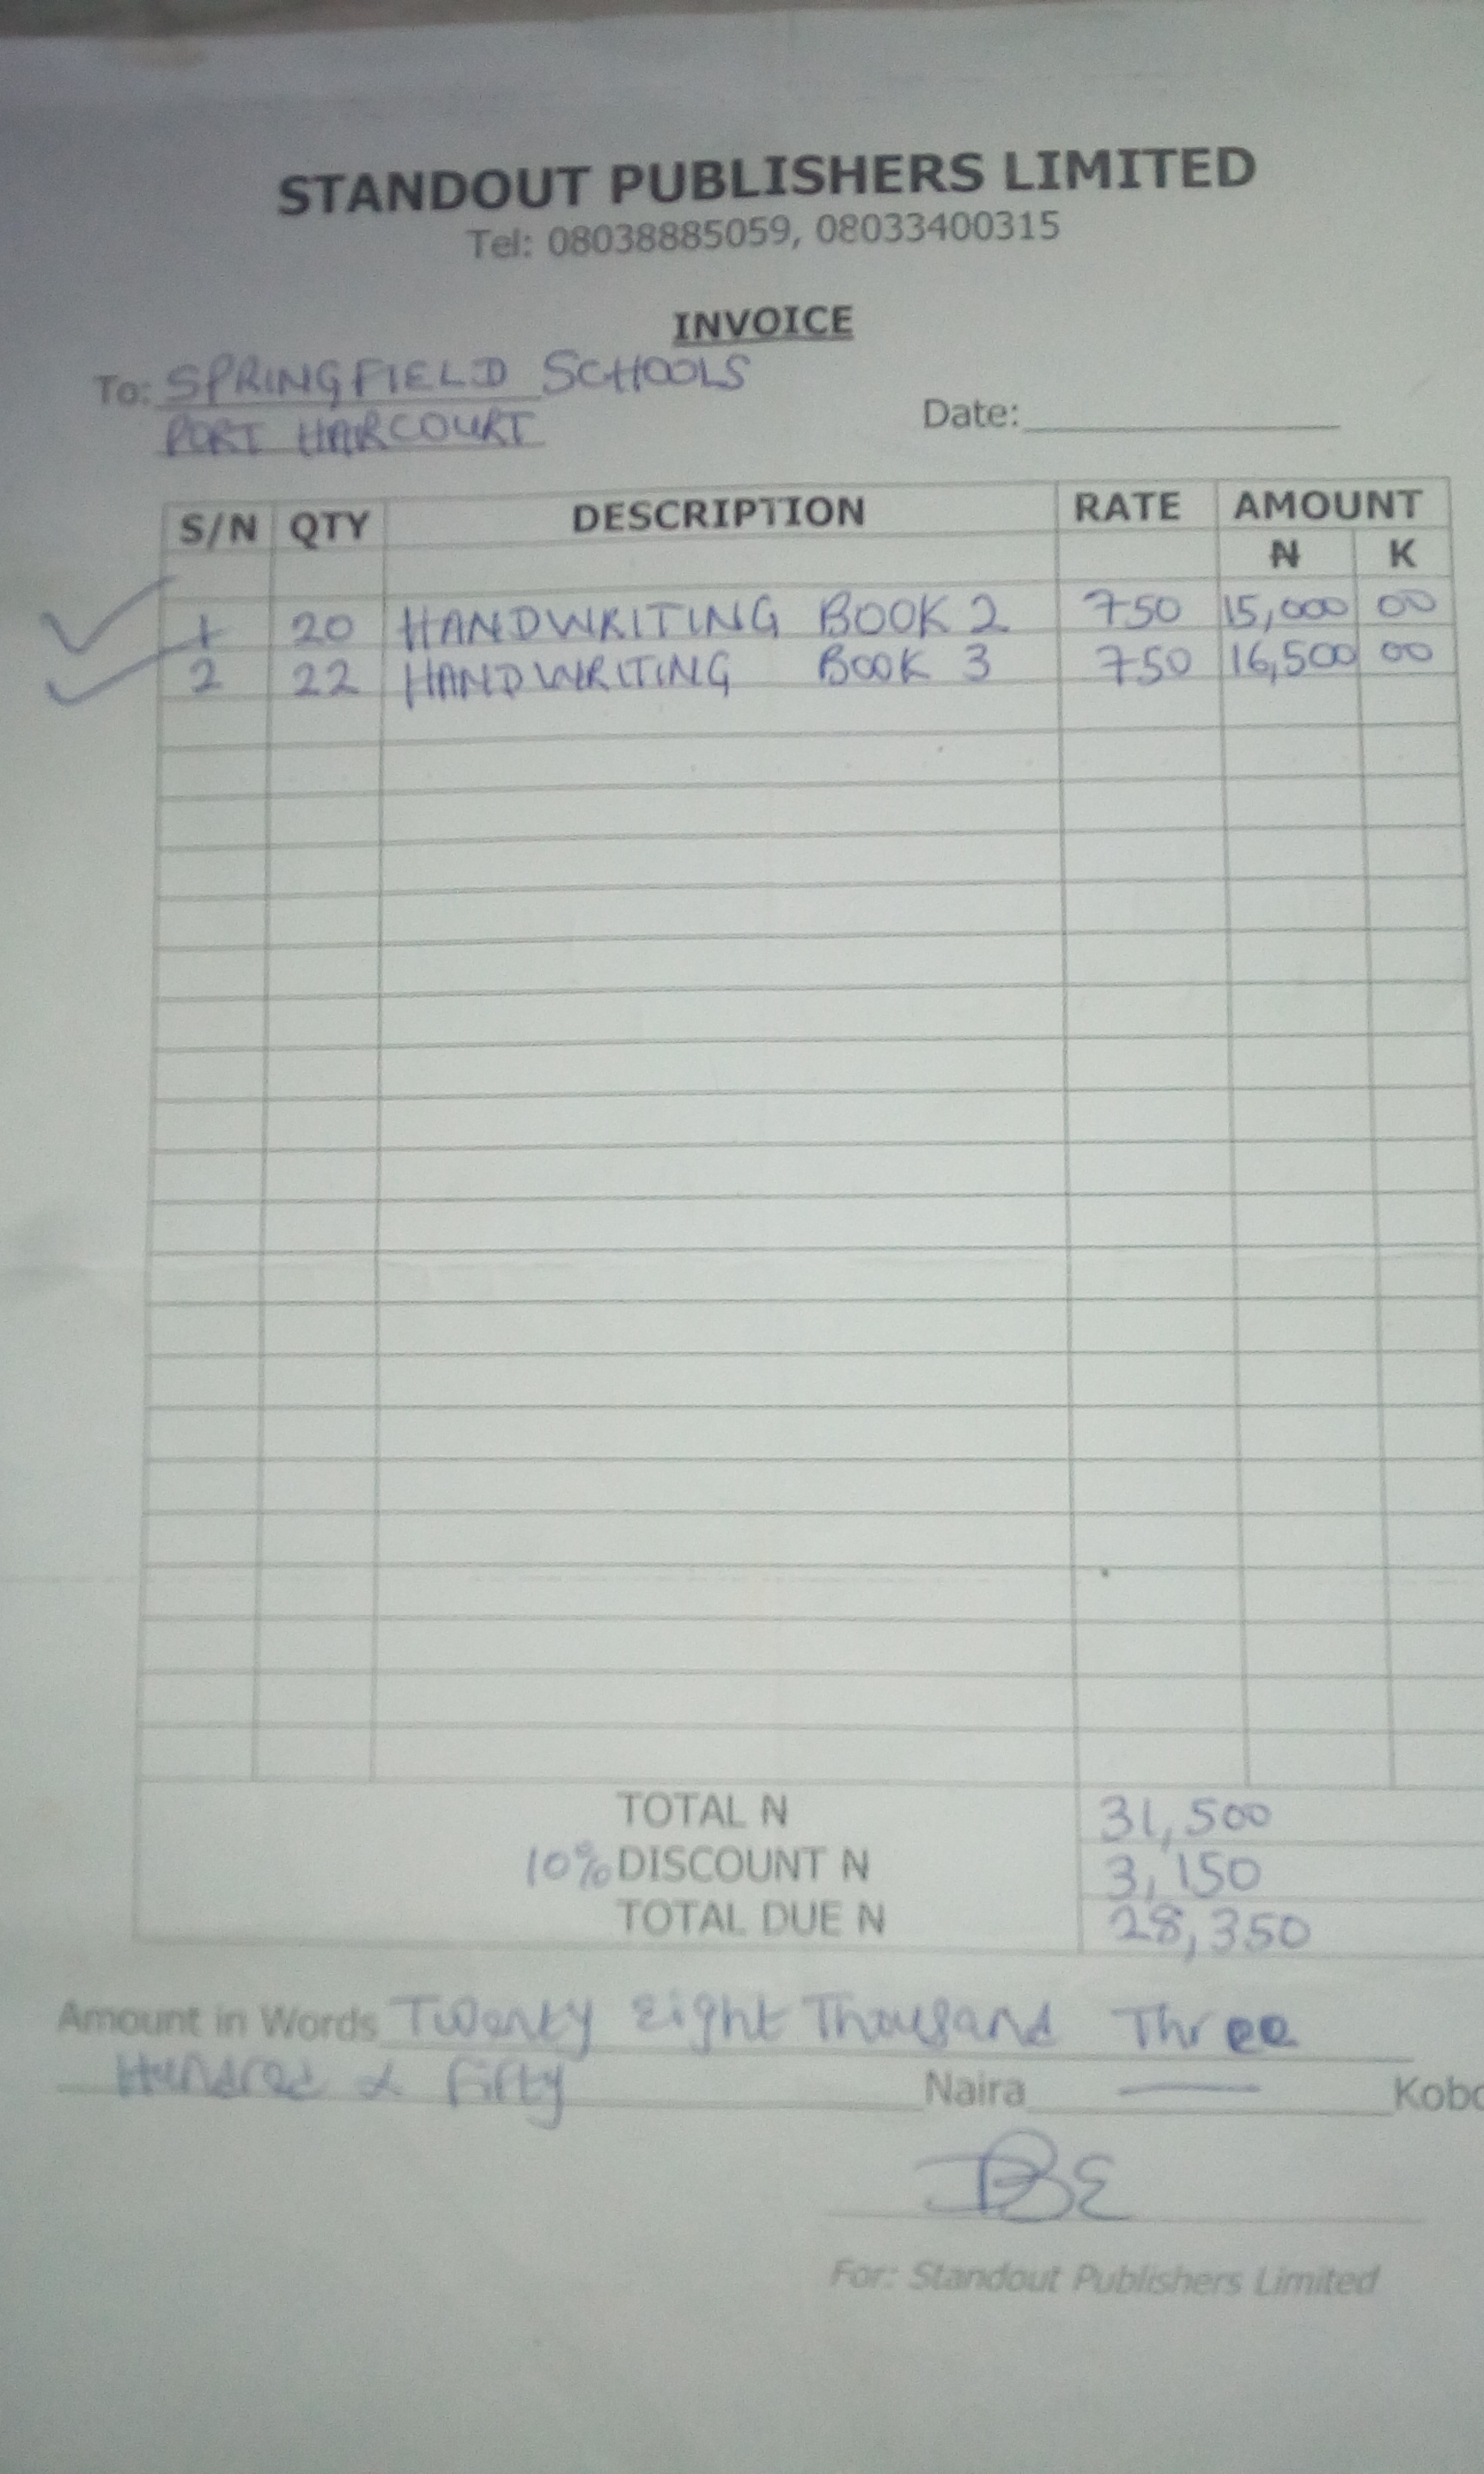 STANDOUT PUBLISHERS LIMITED
Tel: 08038885059, 08033400315
INVOICE
To: SPRINGFIELD SCHOOLS
PORT HARCOURT
Date:
S/N QTY DESCRIPTION RATE AMOUNT
₦ K
1 20 HANDWRITING BOOK 2 750 15,000 00
2 22 HANDWRITING BOOK 3 750 16,500 00
TOTAL N 31,500
10% DISCOUNT N 3,150
TOTAL DUE N 28,350
Amount in Words Twenty Eight Thousand Three
Hundred & Fifty Naira — Kobo
For: Standout Publishers Limited